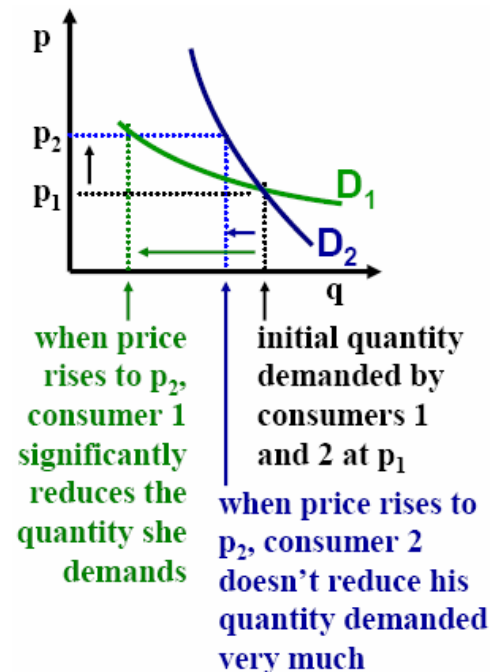 p
p2
p1
D1
D2
q
when price
rises to p2,
consumer 1
significantly
reduces the
quantity she
demands
initial quantity
demanded by
consumers 1
and 2 at p1
when price rises to
p2, consumer 2
doesn't reduce his
quantity demanded
very much